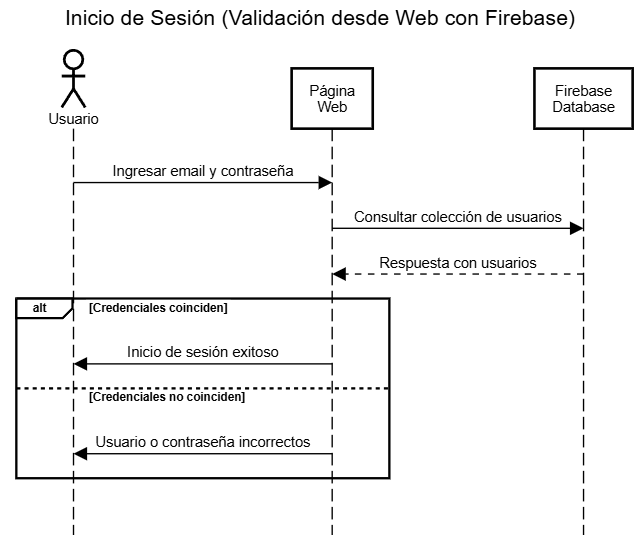 Inicio de Sesión (Validación desde Web con Firebase)
Usuario
Página
Web
Firebase
Database
Ingresar email y contraseña
Consultar colección de usuarios
Respuesta con usuarios
alt
[Credenciales coinciden]
Inicio de sesión exitoso
[Credenciales no coinciden]
Usuario o contraseña incorrectos